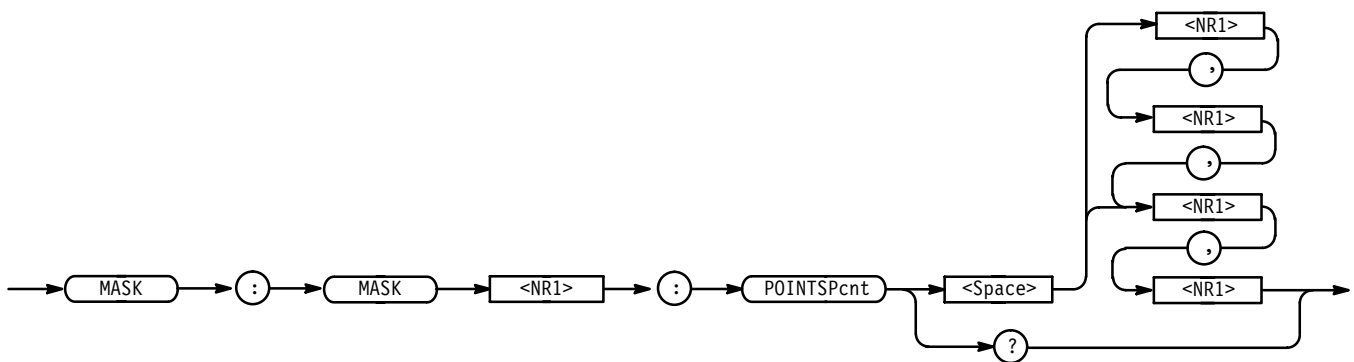 <NR1>
,
<NR1>
,
<NR1>
,
MASK : MASK <NR1> : POINTSPcnt <Space> <NR1>
?